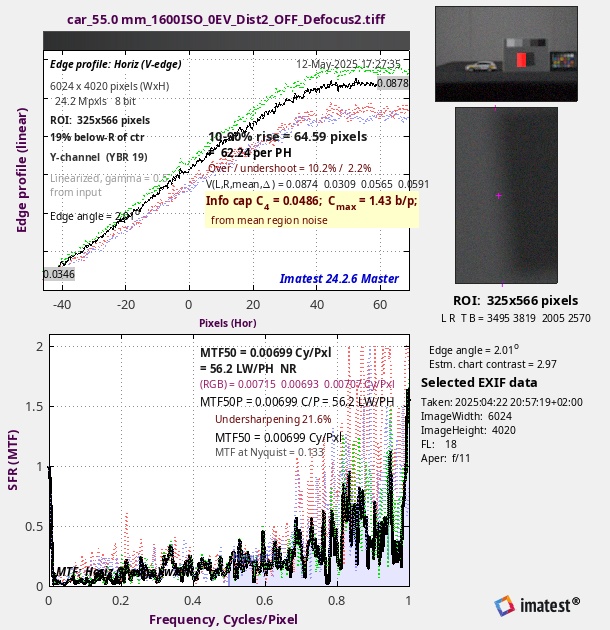 car_55.0 mm_1600ISO_0EV_Dist2_OFF_Defocus2.tiff
Edge profile: Horiz (V-edge)
12-May-2025 17:27:35
6024 x 4020 pixels (WxH)
24.2 Mpxls 8 bit
0.0878
ROI: 325x566 pixels
19% below-R of ctr
10-90% rise = 64.59 pixels
= 62.24 per PH
Y-channel (YBR 19)
Over / undershoot = 10.2% / 2.2%
Linearized, gamma = 0.5
from input
V(L,R,mean,Δ) = 0.0874 0.0309 0.0565 0.0591
Info cap C4 = 0.0486; Cmax = 1.43 b/p;
from mean region noise
Edge angle = 2.01°
0.0346
Imatest 24.2.6 Master
Edge profile (linear)
-40 -20 0 20 40 60
Pixels (Hor)
ROI: 325x566 pixels
L R T B = 3495 3819 2005 2570
Edge angle = 2.01°
Estm. chart contrast = 2.97
Selected EXIF data
Taken: 2025:04:22 20:57:19+02:00
ImageWidth: 6024
ImageHeight: 4020
FL: 18
Aper: f/11
MTF50 = 0.00699 Cy/Pxl
= 56.2 LW/PH NR
(RGB) = 0.00715 0.00693 0.00707 Cy/Pxl
MTF50P = 0.00699 C/P = 56.2 LW/PH
Undersharpening 21.6%
MTF50 = 0.00699 Cy/Pxl
MTF at Nyquist = 0.133
SFR (MTF)
2
1.5
1
0.5
0
MTF: Horiz
0 0.2 0.4 0.6 0.8 1
Frequency, Cycles/Pixel
imatest®